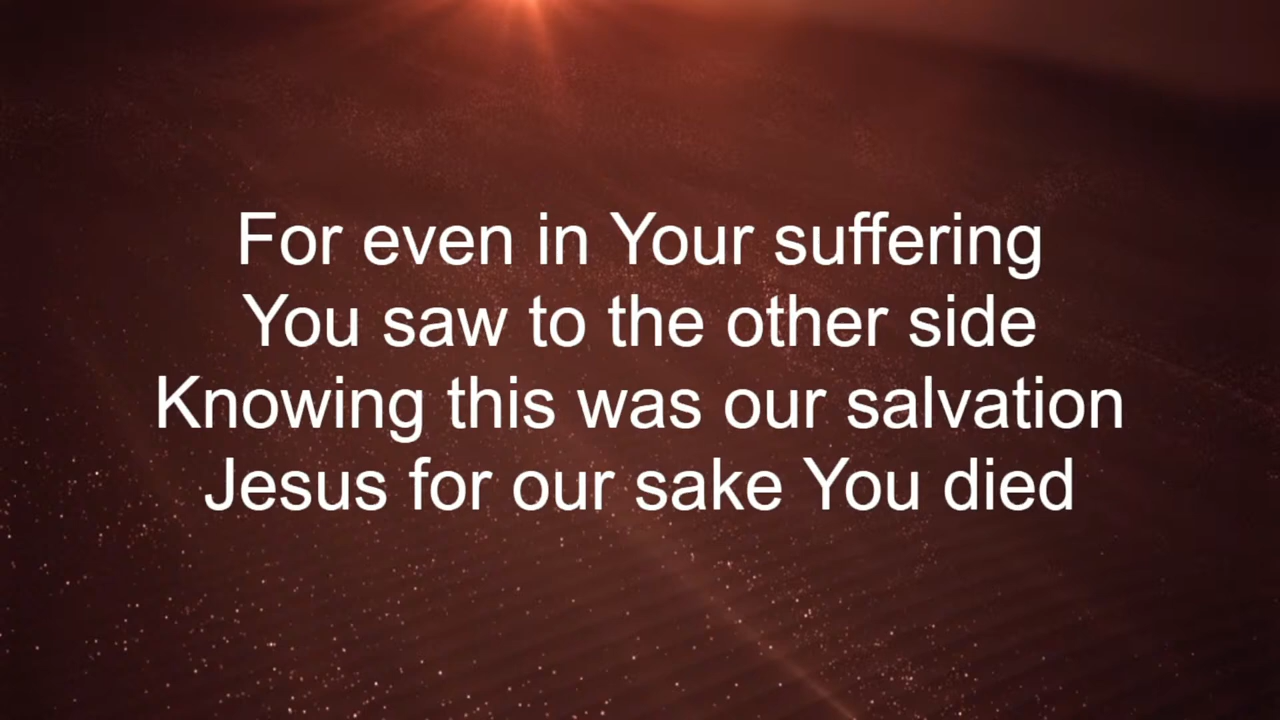 For even in Your suffering
You saw to the other side
Knowing this was our salvation
Jesus for our sake You died